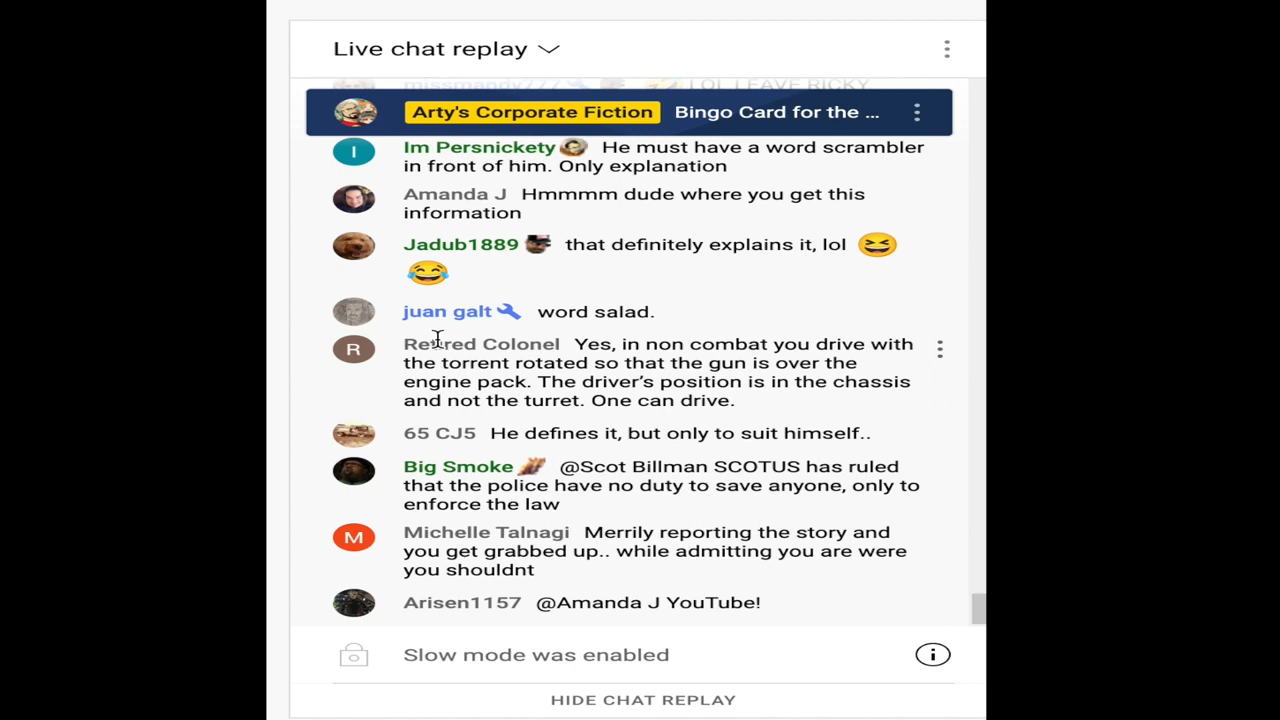 Live chat replay
missmandy777 LOL LEAVE RICKY
Arty's Corporate Fiction Bingo Card for the ...
I Im Persnickety He must have a word scrambler
in front of him. Only explanation
Amanda J Hmmmm dude where you get this
information
Jadub1889 that definitely explains it, lol
juan galt word salad.
R Retired Colonel Yes, in non combat you drive with
the torrent rotated so that the gun is over the
engine pack. The driver's position is in the chassis
and not the turret. One can drive.
65 CJ5 He defines it, but only to suit himself..
Big Smoke @Scot Billman SCOTUS has ruled
that the police have no duty to save anyone, only to
enforce the law
M Michelle Talnagi Merrily reporting the story and
you get grabbed up.. while admitting you are were
you shouldnt
Arisen1157 @Amanda J YouTube!
Slow mode was enabled
HIDE CHAT REPLAY